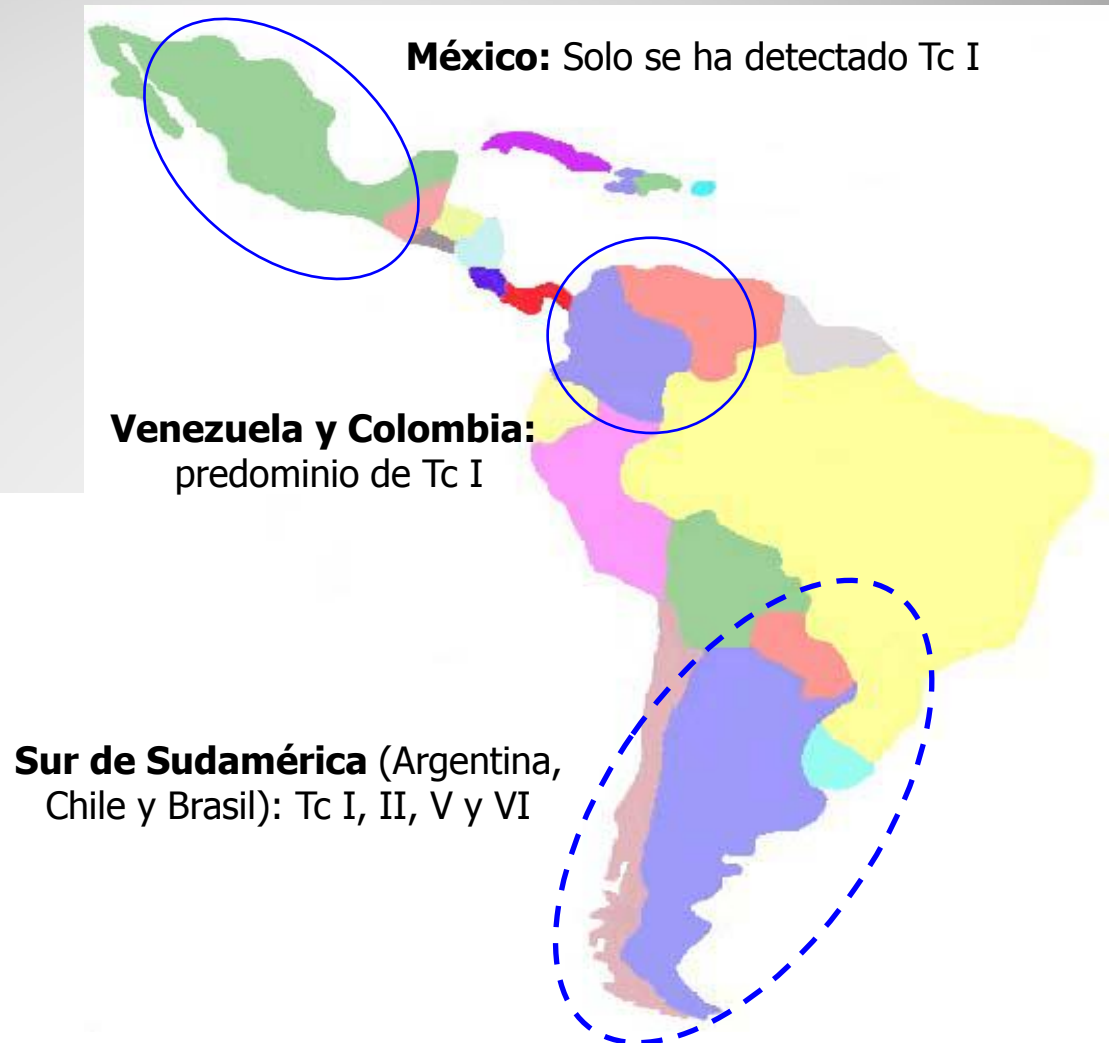 México: Solo se ha detectado Tc I
Venezuela y Colombia:
predominio de Tc I
Sur de Sudamérica (Argentina,
Chile y Brasil): Tc I, II, V y VI